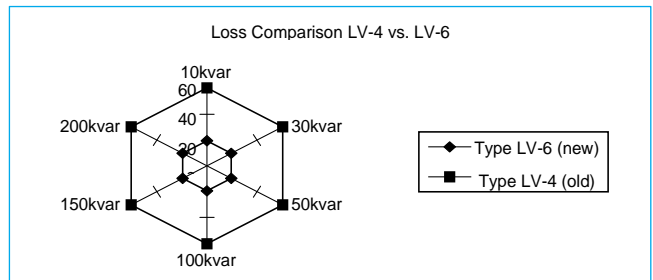 Loss Comparison LV-4 vs. LV-6
10kvar
60
40
20
0
200kvar
30kvar
150kvar
50kvar
100kvar
Type LV-6 (new)
Type LV-4 (old)